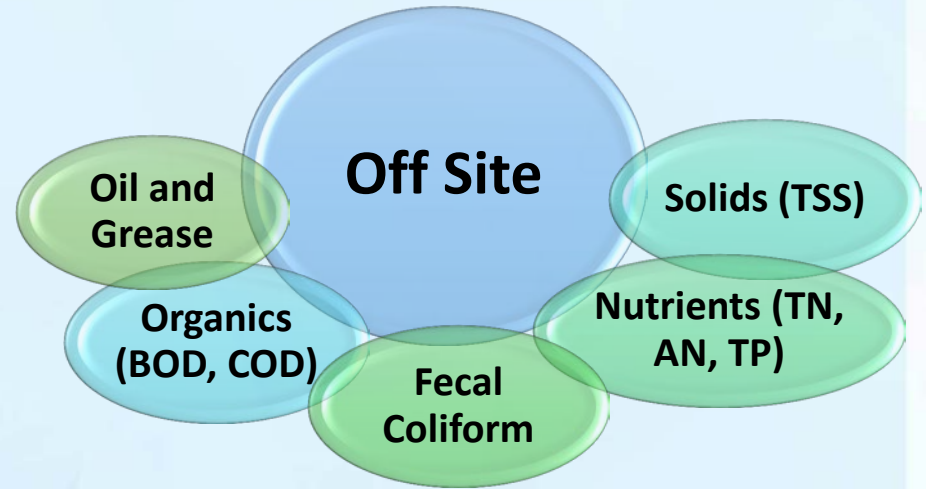 Off Site
Oil and
Grease
Organics
(BOD, COD)
Fecal
Coliform
Nutrients (TN,
AN, TP)
Solids (TSS)